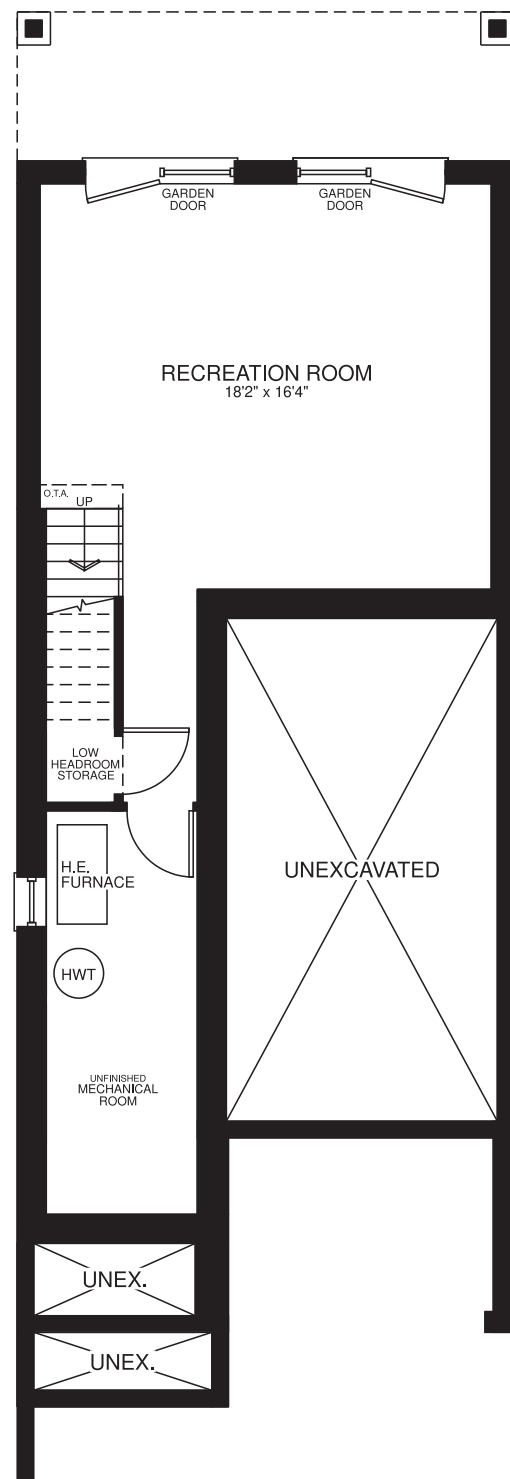 GARDEN
DOOR
GARDEN
DOOR
RECREATION ROOM
18'2" x 16'4"
O.T.A.
UP
LOW
HEADROOM
STORAGE
H.E.
FURNACE
UNEXCAVATED
HWT
UNFINISHED
MECHANICAL
ROOM
UNEX.
UNEX.